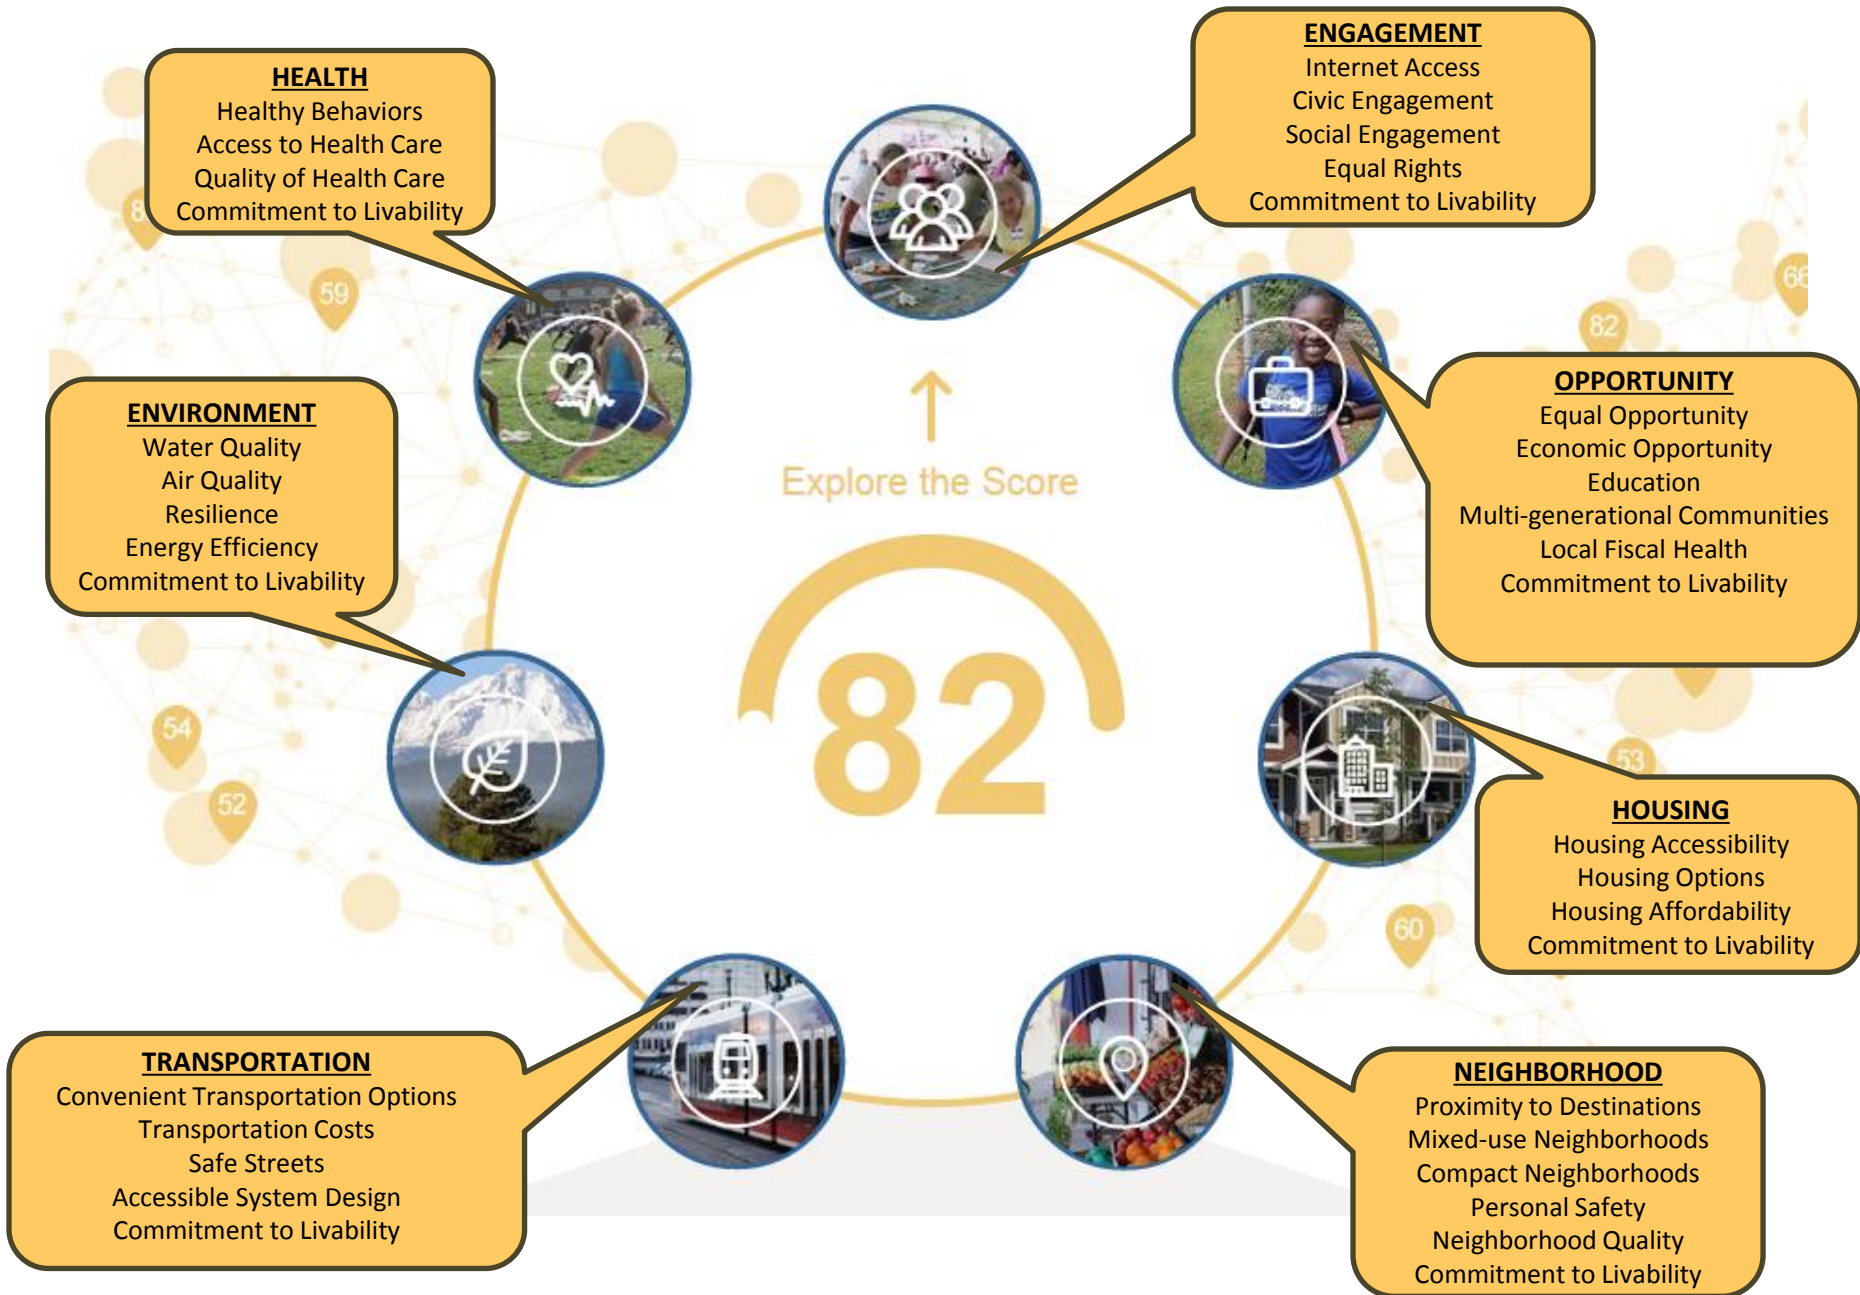 HEALTH
Healthy Behaviors
Access to Health Care
Quality of Health Care
Commitment to Livability
ENGAGEMENT
Internet Access
Civic Engagement
Social Engagement
Equal Rights
Commitment to Livability
59
66
82
ENVIRONMENT
Water Quality
Air Quality
Resilience
Energy Efficiency
Commitment to Livability
OPPORTUNITY
Equal Opportunity
Economic Opportunity
Education
Multi-generational Communities
Local Fiscal Health
Commitment to Livability
Explore the Score
82
54
52
53
60
HOUSING
Housing Accessibility
Housing Options
Housing Affordability
Commitment to Livability
TRANSPORTATION
Convenient Transportation Options
Transportation Costs
Safe Streets
Accessible System Design
Commitment to Livability
NEIGHBORHOOD
Proximity to Destinations
Mixed-use Neighborhoods
Compact Neighborhoods
Personal Safety
Neighborhood Quality
Commitment to Livability